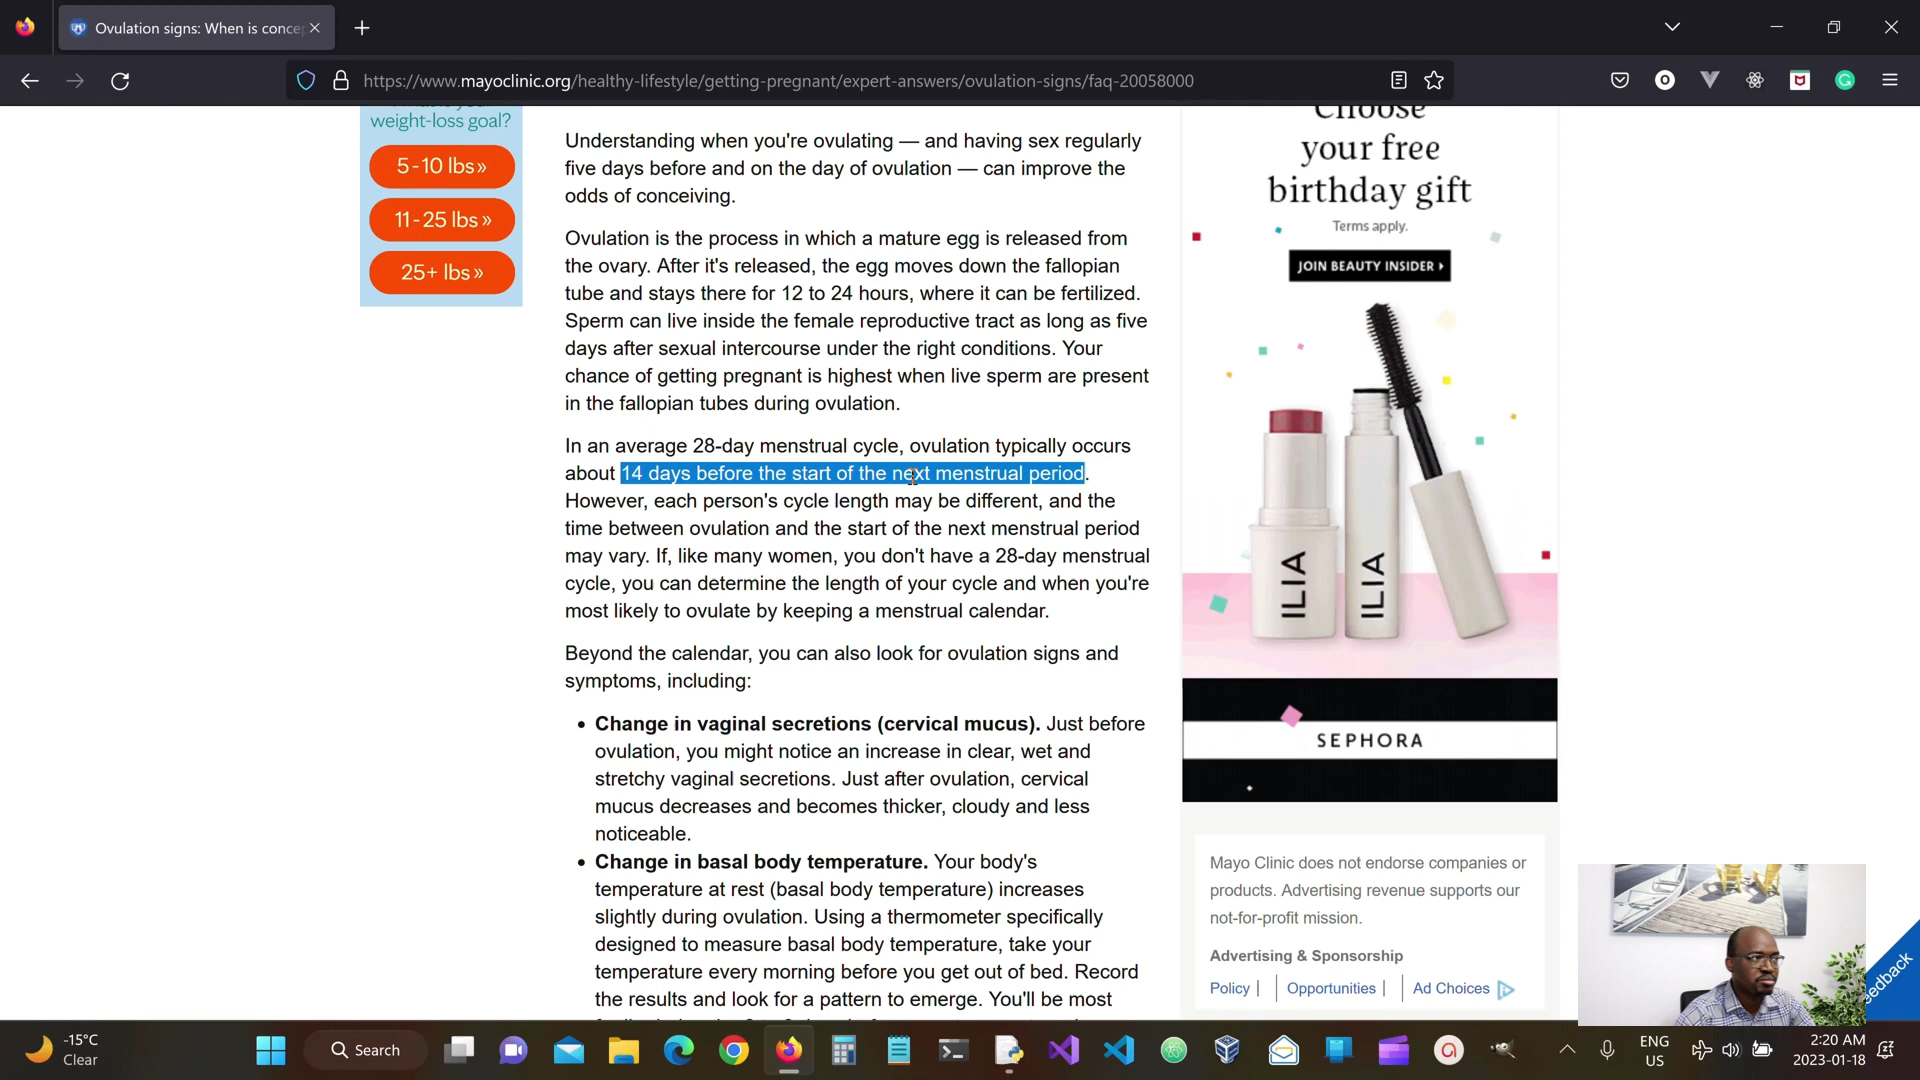 Ovulation signs: When is conce
https://www.mayoclinic.org/healthy-lifestyle/getting-pregnant/expert-answers/ovulation-signs/faq-20058000
weight-loss goal?
5-10 lbs»
11-25 lbs»
25+ lbs»
Understanding when you're ovulating — and having sex regularly
five days before and on the day of ovulation — can improve the
odds of conceiving.
Ovulation is the process in which a mature egg is released from
the ovary. After it's released, the egg moves down the fallopian
tube and stays there for 12 to 24 hours, where it can be fertilized.
Sperm can live inside the female reproductive tract as long as five
days after sexual intercourse under the right conditions. Your
chance of getting pregnant is highest when live sperm are present
in the fallopian tubes during ovulation.
In an average 28-day menstrual cycle, ovulation typically occurs
about 14 days before the start of the next menstrual period.
However, each person's cycle length may be different, and the
time between ovulation and the start of the next menstrual period
may vary. If, like many women, you don't have a 28-day menstrual
cycle, you can determine the length of your cycle and when you're
most likely to ovulate by keeping a menstrual calendar.
Beyond the calendar, you can also look for ovulation signs and
symptoms, including:
• Change in vaginal secretions (cervical mucus). Just before
ovulation, you might notice an increase in clear, wet and
stretchy vaginal secretions. Just after ovulation, cervical
mucus decreases and becomes thicker, cloudy and less
noticeable.
• Change in basal body temperature. Your body's
temperature at rest (basal body temperature) increases
slightly during ovulation. Using a thermometer specifically
designed to measure basal body temperature, take your
temperature every morning before you get out of bed. Record
the results and look for a pattern to emerge. You'll be most
Choose
your free
birthday gift
Terms apply.
JOIN BEAUTY INSIDER
ILIA
ILIA
SEPHORA
Mayo Clinic does not endorse companies or
products. Advertising revenue supports our
not-for-profit mission.
Advertising & Sponsorship
Policy | Opportunities | Ad Choices
eedback
-15°C
Clear
Search
ENG
US
2:20 AM
2023-01-18